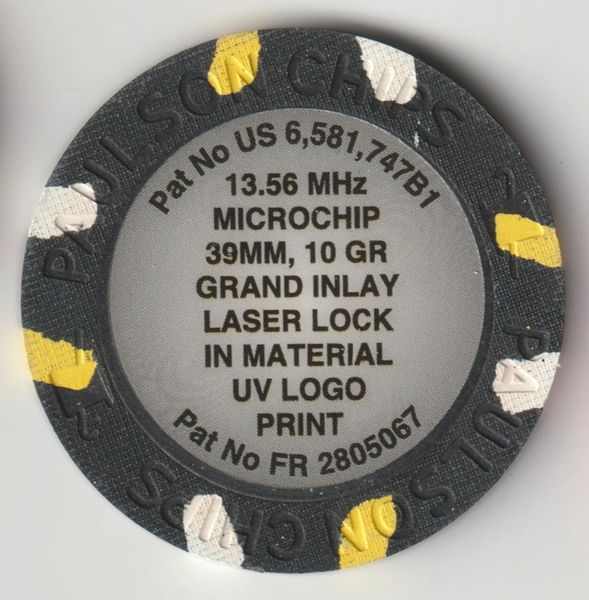 PAULSON CHIPS
Pat No US 6,581,747B1
13.56 MHz
MICROCHIP
39MM, 10 GR
GRAND INLAY
LASER LOCK
IN MATERIAL
UV LOGO
PRINT
Pat No FR 2805067
PAULSON CHIPS